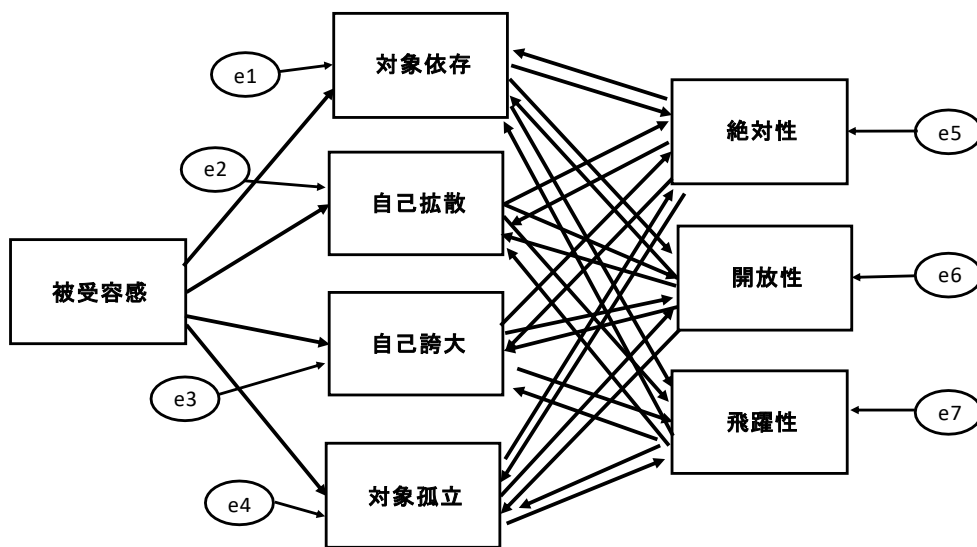 対象依存
e1
絶対性
e5
e2
自己拡散
被受容感
開放性
e6
自己誇大
e3
飛躍性
e7
対象孤立
e4